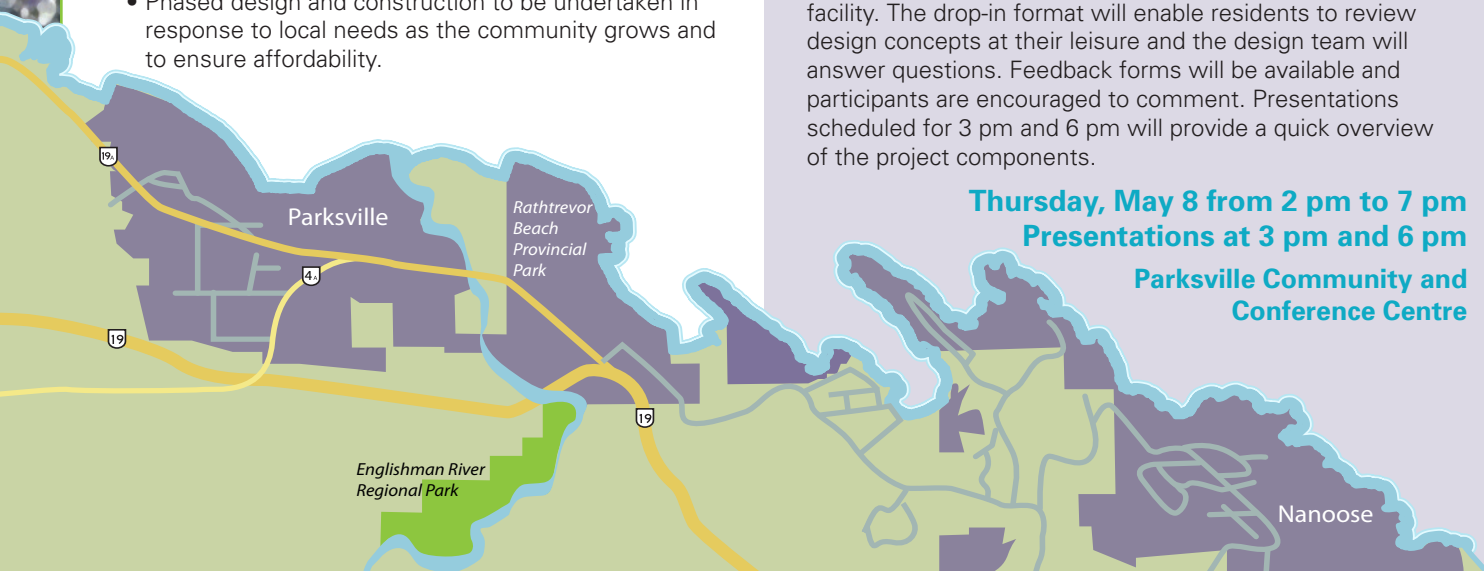 • Phased design and construction to be undertaken in
response to local needs as the community grows and
to ensure affordability.
facility. The drop-in format will enable residents to review
design concepts at their leisure and the design team will
answer questions. Feedback forms will be available and
participants are encouraged to comment. Presentations
scheduled for 3 pm and 6 pm will provide a quick overview
of the project components.
Thursday, May 8 from 2 pm to 7 pm
Presentations at 3 pm and 6 pm
Parksville Community and
Conference Centre
19A
Parksville
Rathtrevor
Beach
Provincial
Park
4A
19
19
Englishman River
Regional Park
Nanoose